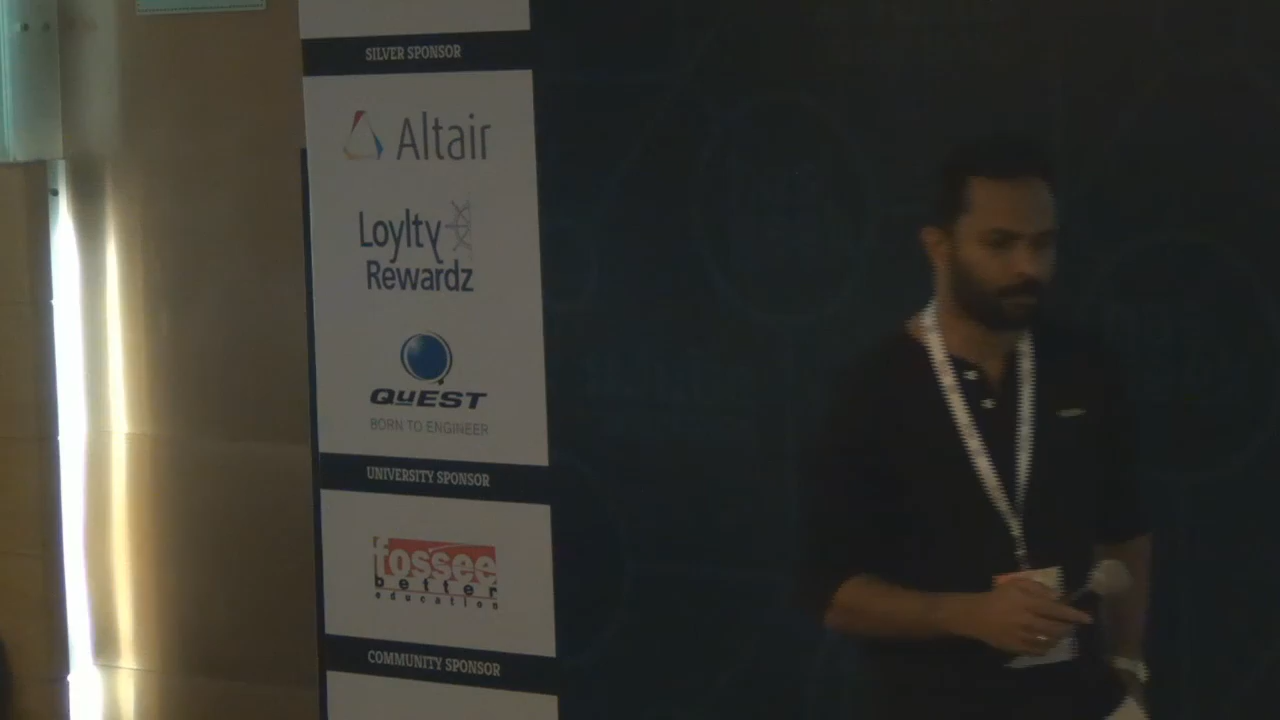 SILVER SPONSOR
Altair
Loylty
Rewardz
QuEST
BORN TO ENGINEER
UNIVERSITY SPONSOR
fossee
better
education
COMMUNITY SPONSOR